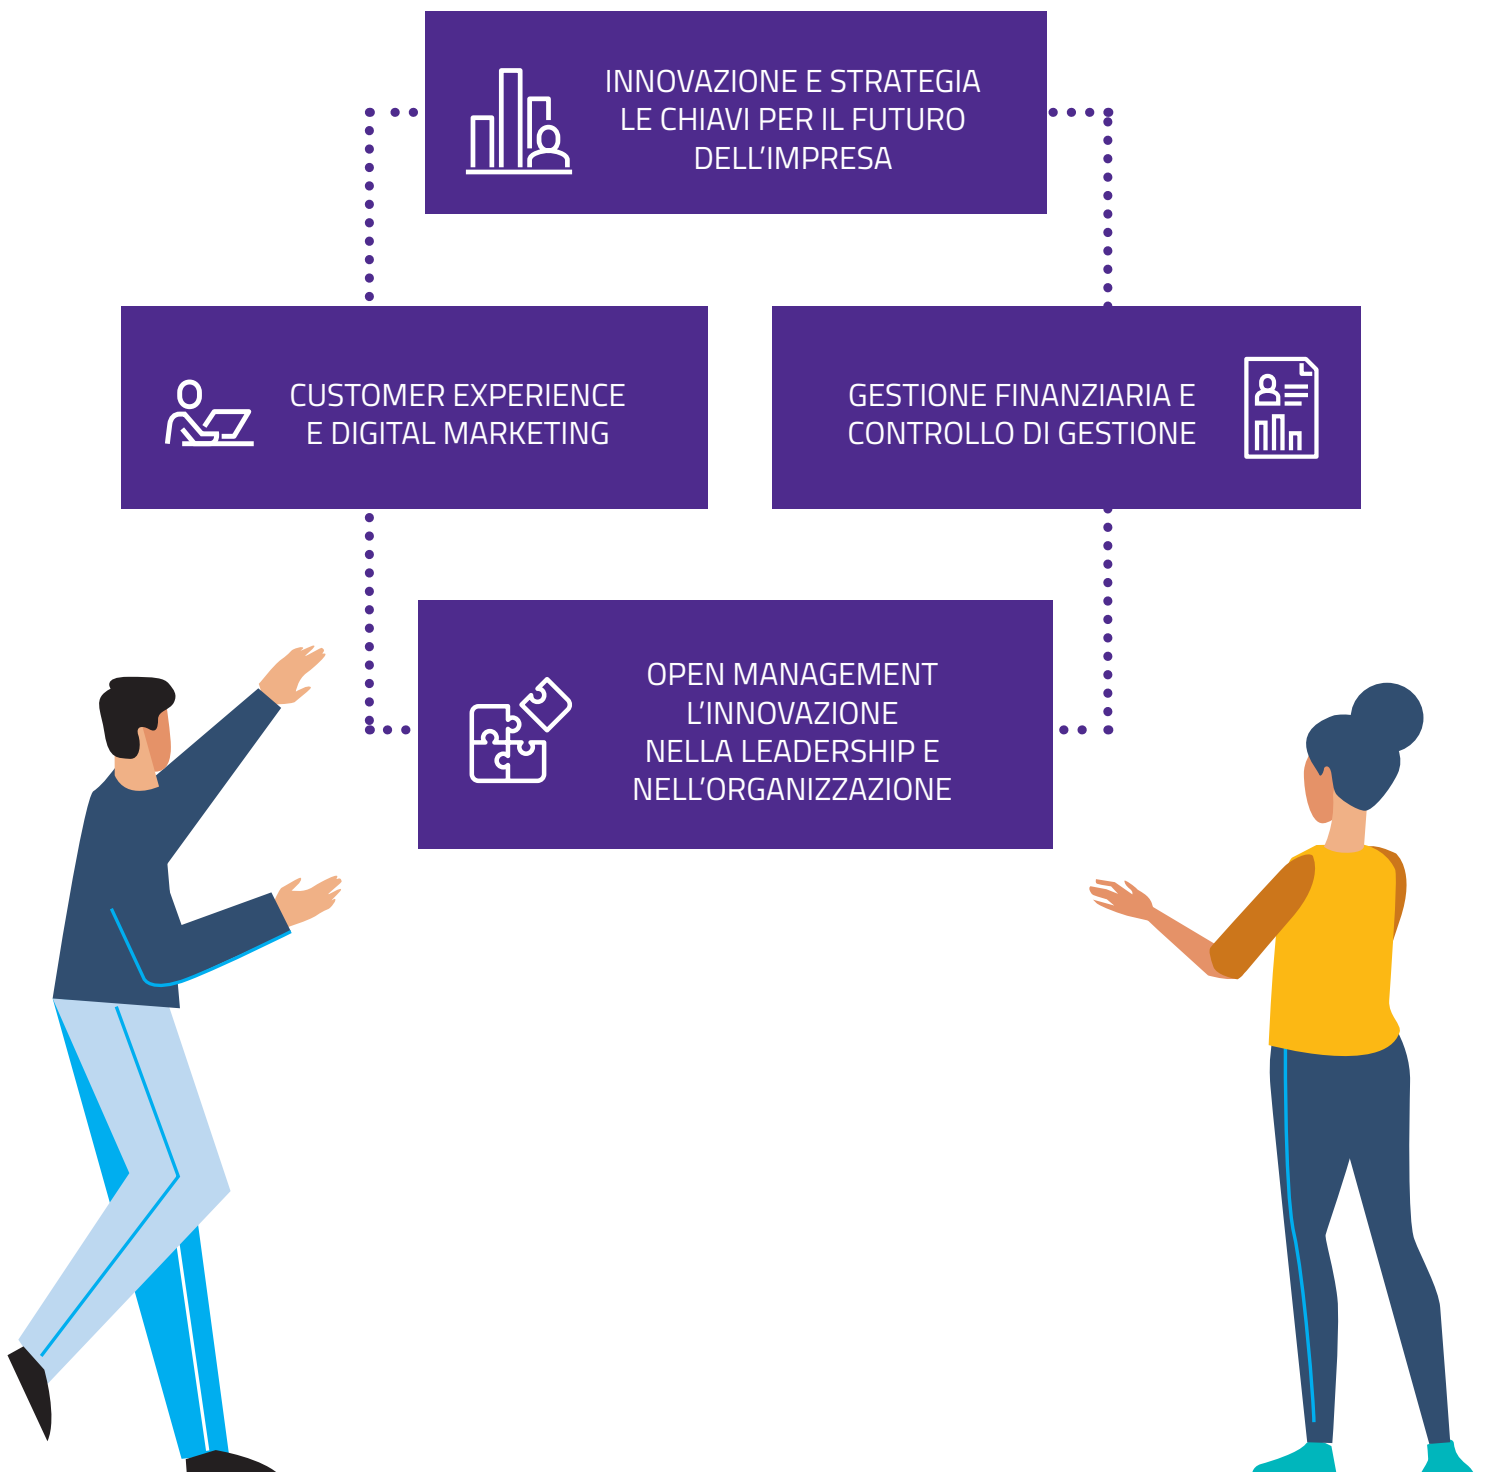 INNOVAZIONE E STRATEGIA
LE CHIAVI PER IL FUTURO
DELL'IMPRESA
CUSTOMER EXPERIENCE
E DIGITAL MARKETING
GESTIONE FINANZIARIA E
CONTROLLO DI GESTIONE
OPEN MANAGEMENT
L'INNOVAZIONE
NELLA LEADERSHIP E
NELL'ORGANIZZAZIONE